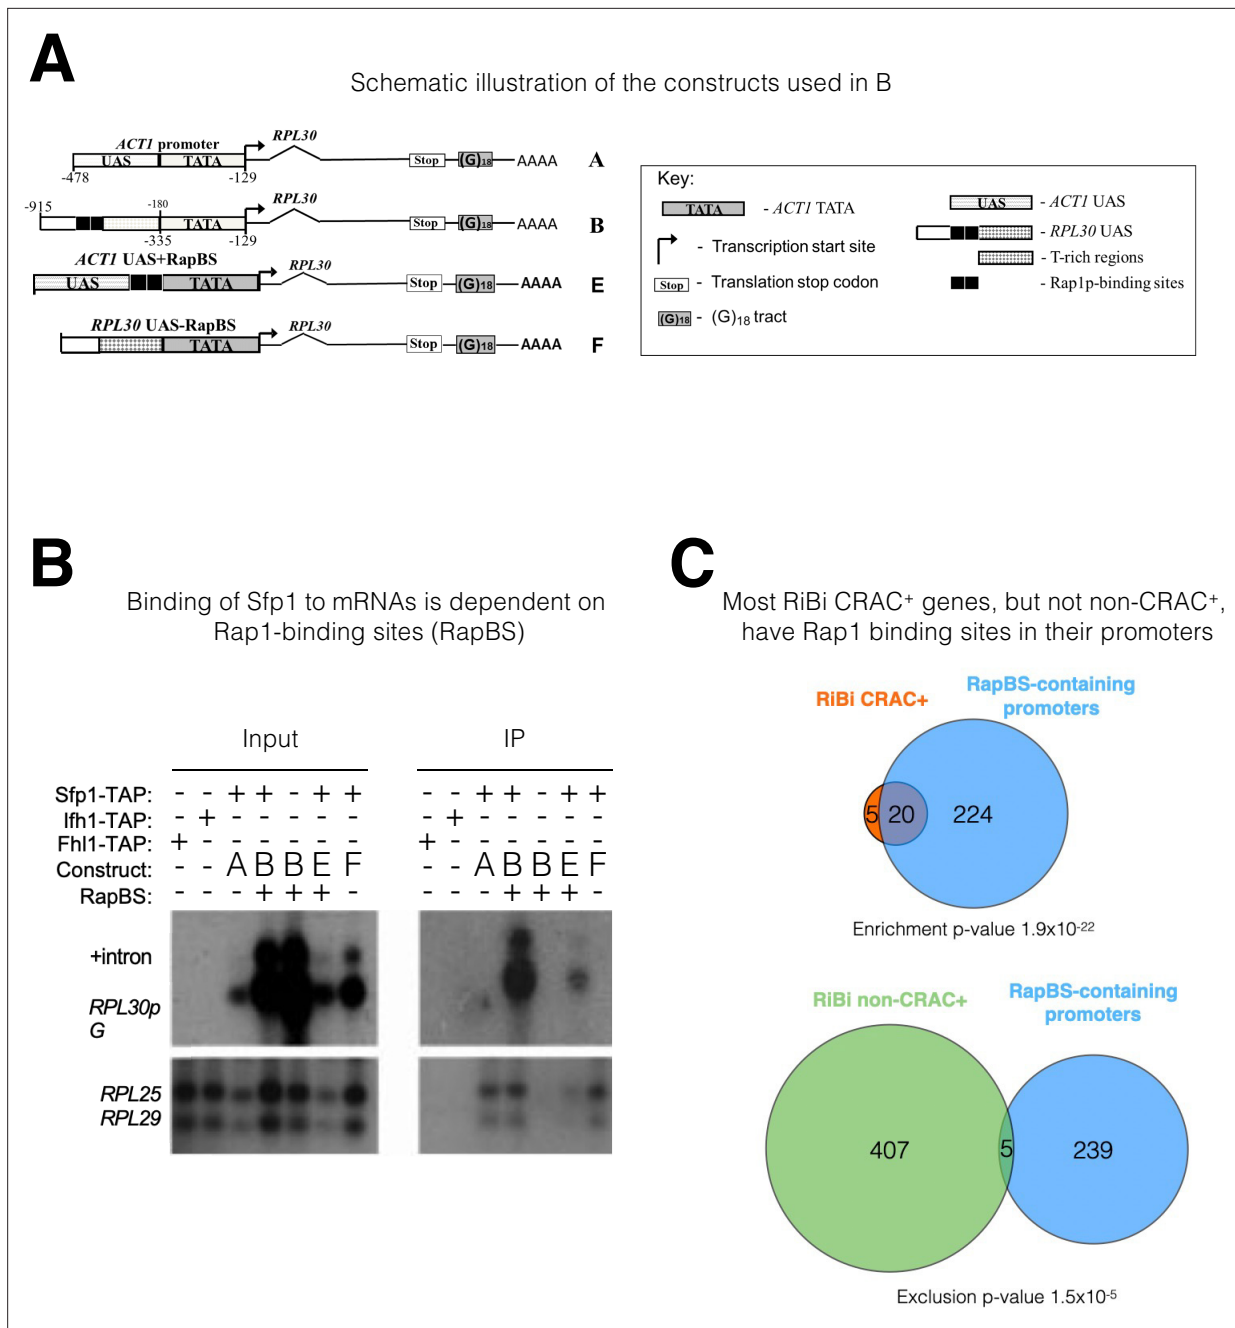 A
Schematic illustration of the constructs used in B
ACT1 promoter
RPL30
UAS TATA Stop (G)18 AAAA A
-478 -129
-915 -180 RPL30
TATA Stop (G)18 AAAA B
-335 -129
ACT1 UAS+RapBS RPL30
UAS TATA Stop (G)18 AAAA E
RPL30 UAS-RapBS RPL30
TATA Stop (G)18 AAAA F
Key:
TATA - ACT1 TATA
- Transcription start site
Stop - Translation stop codon
(G)18 - (G)18 tract
UAS - ACT1 UAS
- RPL30 UAS
- T-rich regions
- Rap1p-binding sites
B
Binding of Sfp1 to mRNAs is dependent on
Rap1-binding sites (RapBS)
Input IP
Sfp1-TAP: - - + + - + + - - + + - + +
Ifh1-TAP: - + - - - - - - + - - - - -
Fhl1-TAP: + - - - - - - + - - - - - -
Construct: - - A B B E F - - A B B E F
RapBS: - - - + + + - - - - + + + -
+intron
RPL30p
G
RPL25
RPL29
C
Most RiBi CRAC+ genes, but not non-CRAC+,
have Rap1 binding sites in their promoters
RiBi CRAC+
RapBS-containing
promoters
5 20 224
Enrichment p-value 1.9x10-22
RiBi non-CRAC+
RapBS-containing
promoters
407 5 239
Exclusion p-value 1.5x10-5